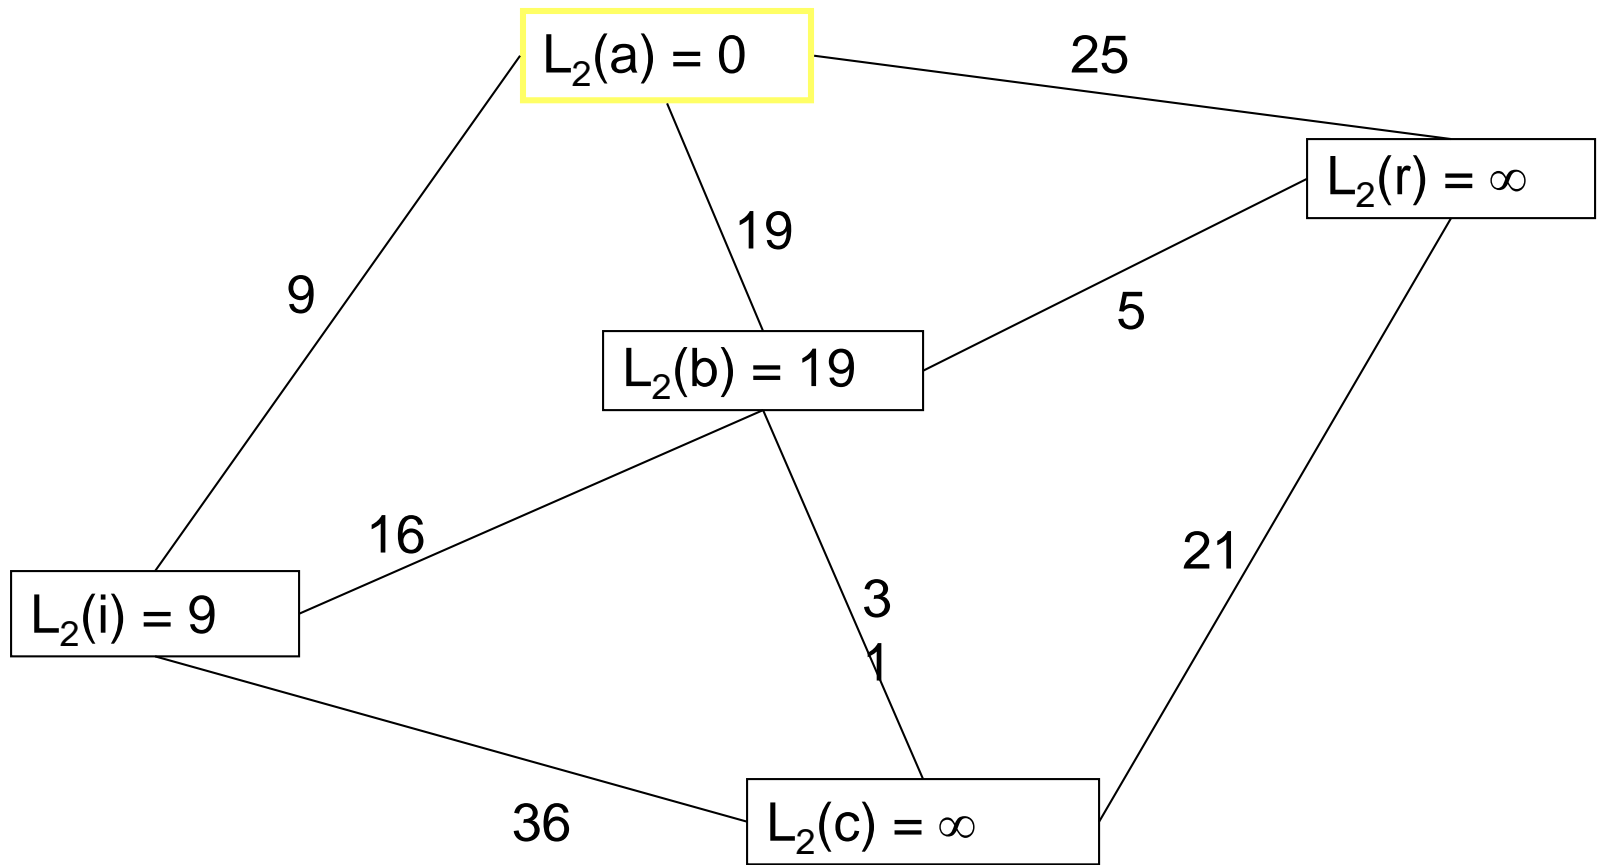 L₂(a) = 0
25
L₂(r) = ∞
19
9
5
L₂(b) = 19
16
21
3
1
L₂(i) = 9
36
L₂(c) = ∞